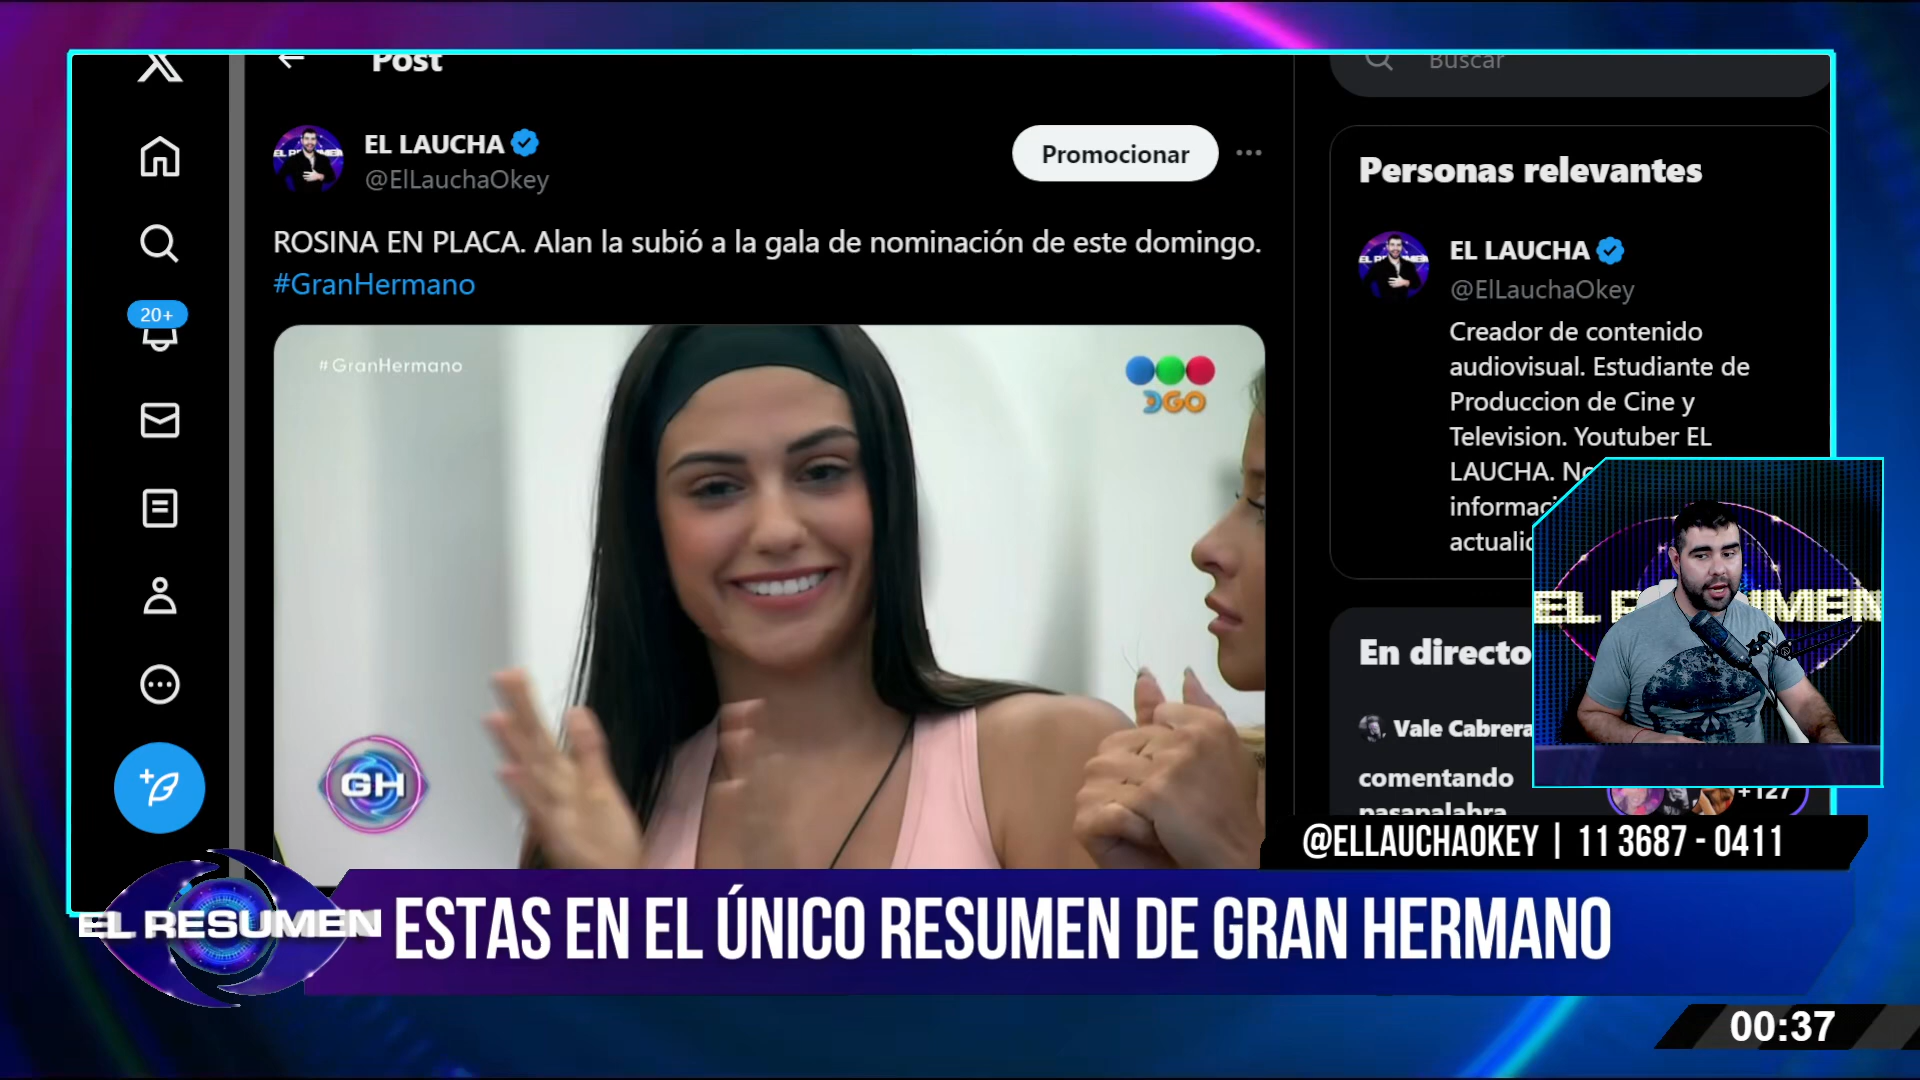 Post
Buscar
EL LAUCHA
@ElLauchaOkey
Promocionar
ROSINA EN PLACA. Alan la subió a la gala de nominación de este domingo.
#GranHermano
20+
#GranHermano
DGO
GH
Personas relevantes
EL LAUCHA
@ElLauchaOkey
Creador de contenido
audiovisual. Estudiante de
Produccion de Cine y
Television. Youtuber EL
LAUCHA.
En directo
Vale Cabrera
comentando
pasapalabra
+127
@ELLAUCHAOKEY | 11 3687 - 0411
EL RESUMEN
ESTAS EN EL ÚNICO RESUMEN DE GRAN HERMANO
00:37